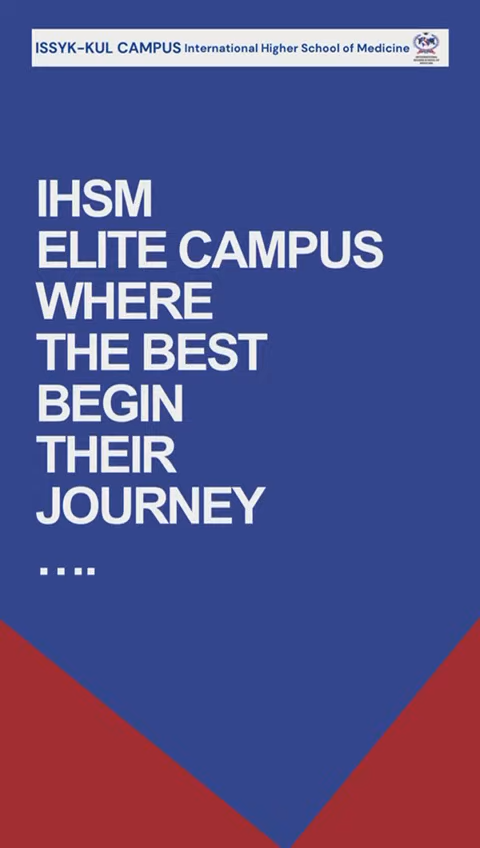 ISSYK-KUL CAMPUS International Higher School of Medicine
IHSM
ELITE CAMPUS
WHERE
THE BEST
BEGIN
THEIR
JOURNEY
....